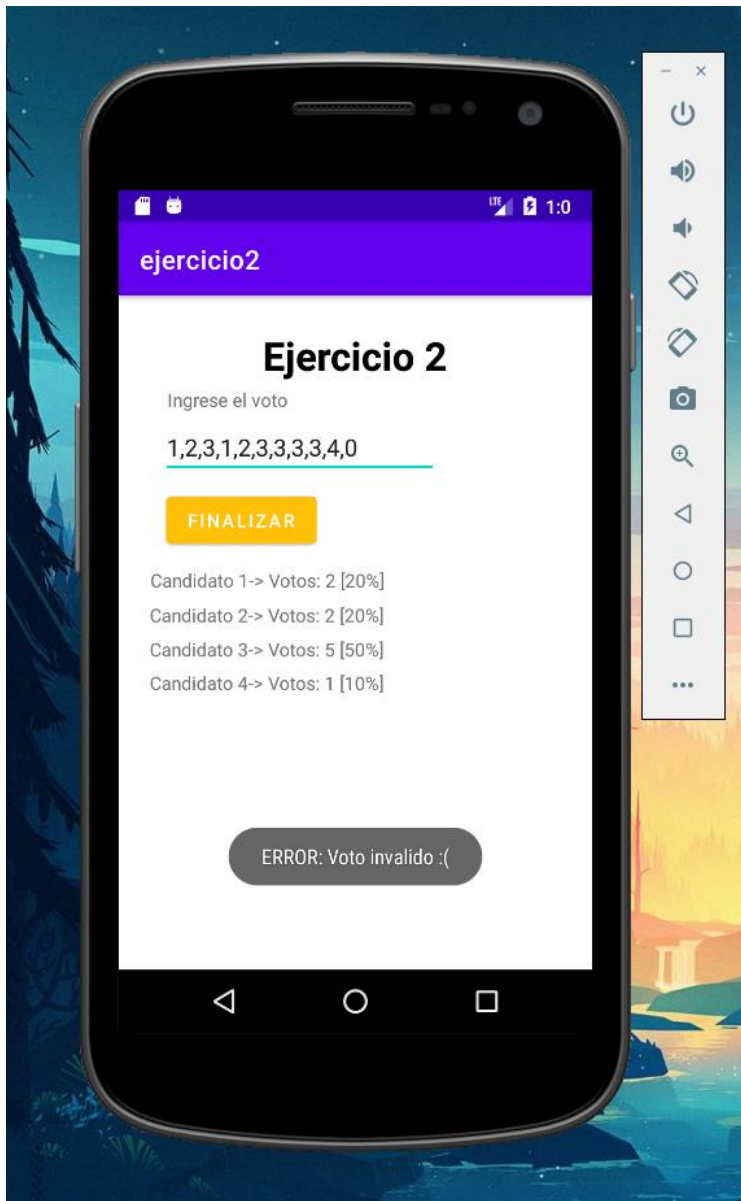 LTE 1:0
ejercicio2
Ejercicio 2
Ingrese el voto
1,2,3,1,2,3,3,3,3,4,0
FINALIZAR
Candidato 1-> Votos: 2 [20%]
Candidato 2-> Votos: 2 [20%]
Candidato 3-> Votos: 5 [50%]
Candidato 4-> Votos: 1 [10%]
ERROR: Voto invalido :(